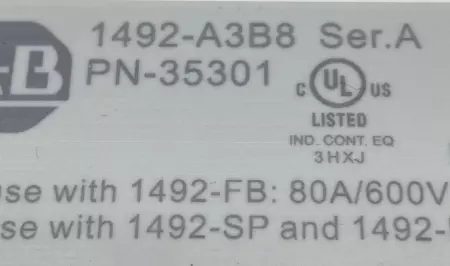 1492-A3B8 Ser.A
PN-35301
C UL US
LISTED
IND. CONT. EQ
3HXJ
use with 1492-FB: 80A/600V
se with 1492-SP and 1492-